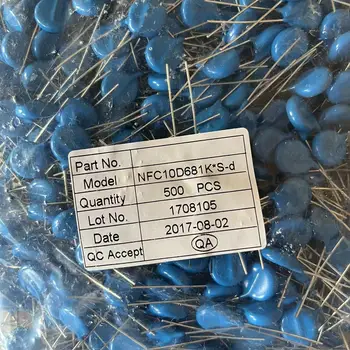 Part No.
Model NFC10D681K*S-d
Quantity 500 PCS
Lot No. 1708105
Date 2017-08-02
QC Accept QA